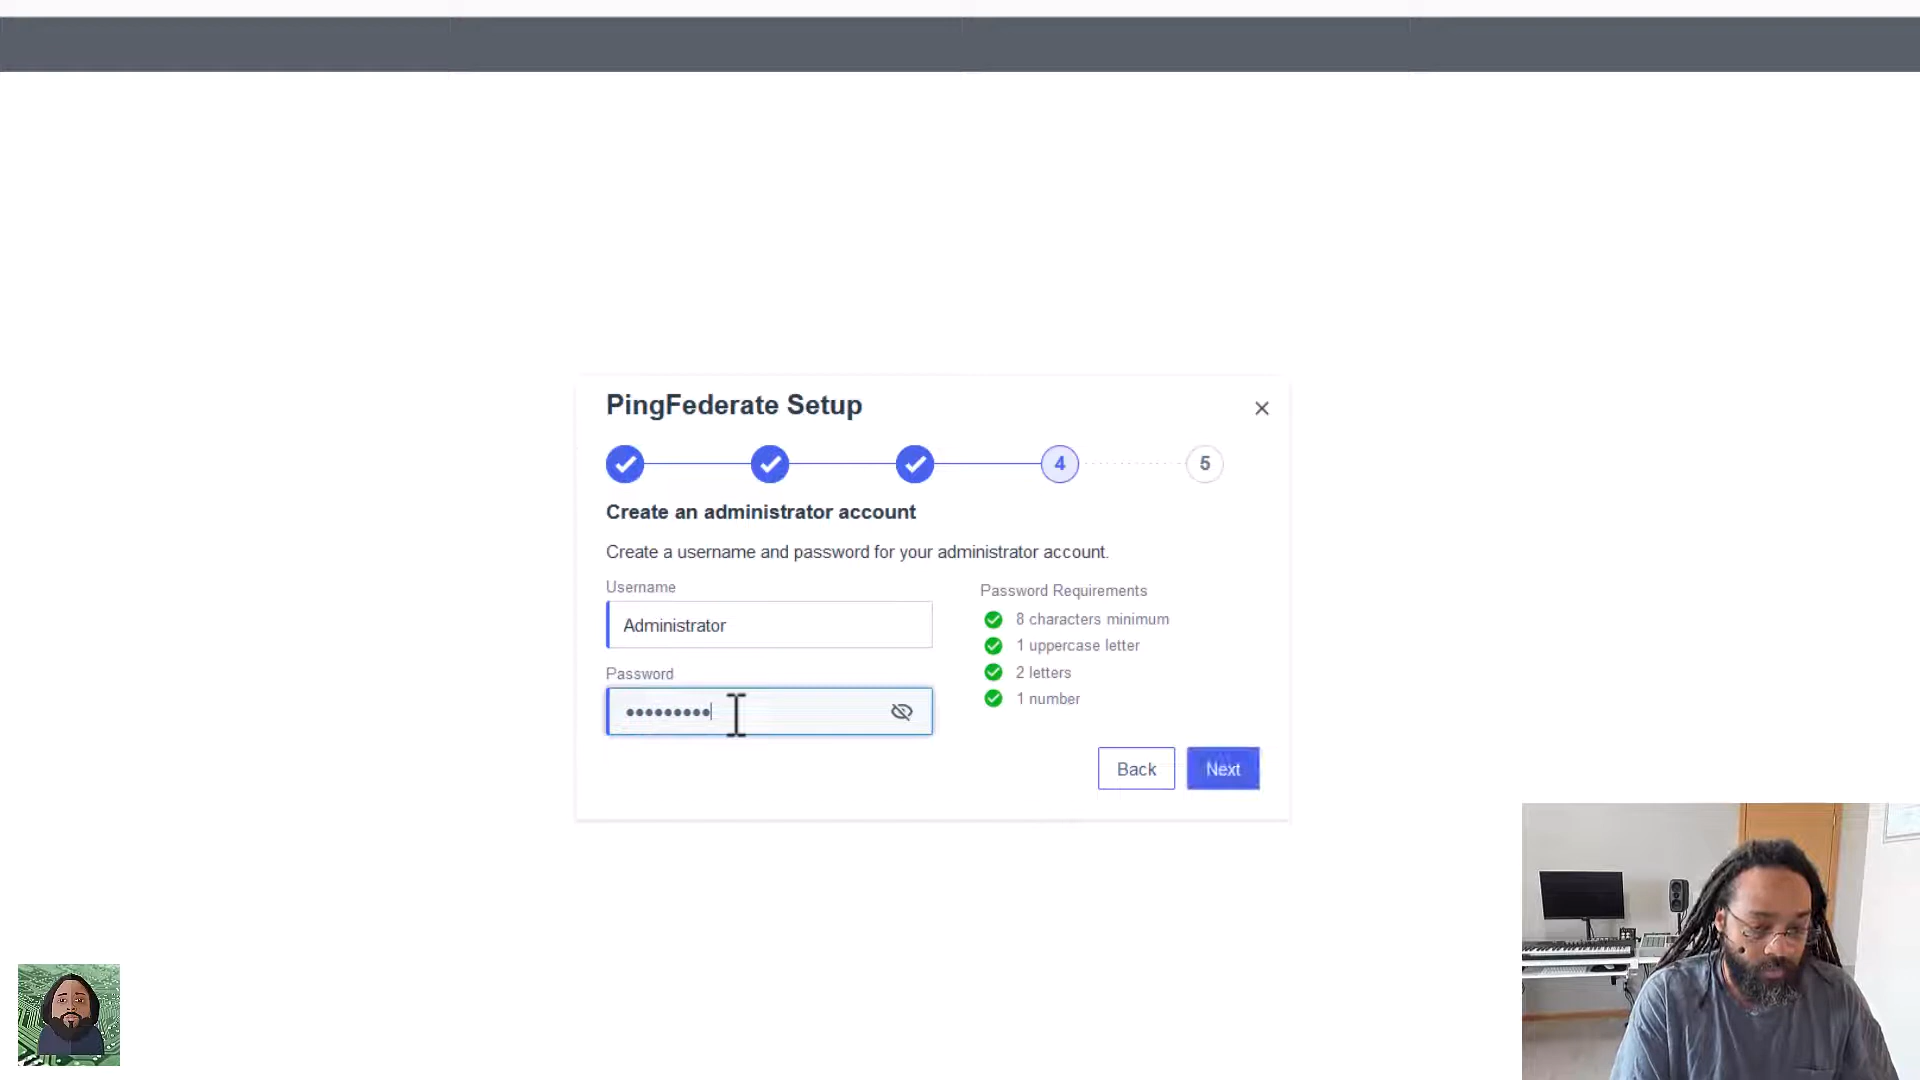 PingFederate Setup
4
5
Create an administrator account
Create a username and password for your administrator account.
Username
Administrator
Password
•••••••••
Password Requirements
8 characters minimum
1 uppercase letter
2 letters
1 number
Back
Next